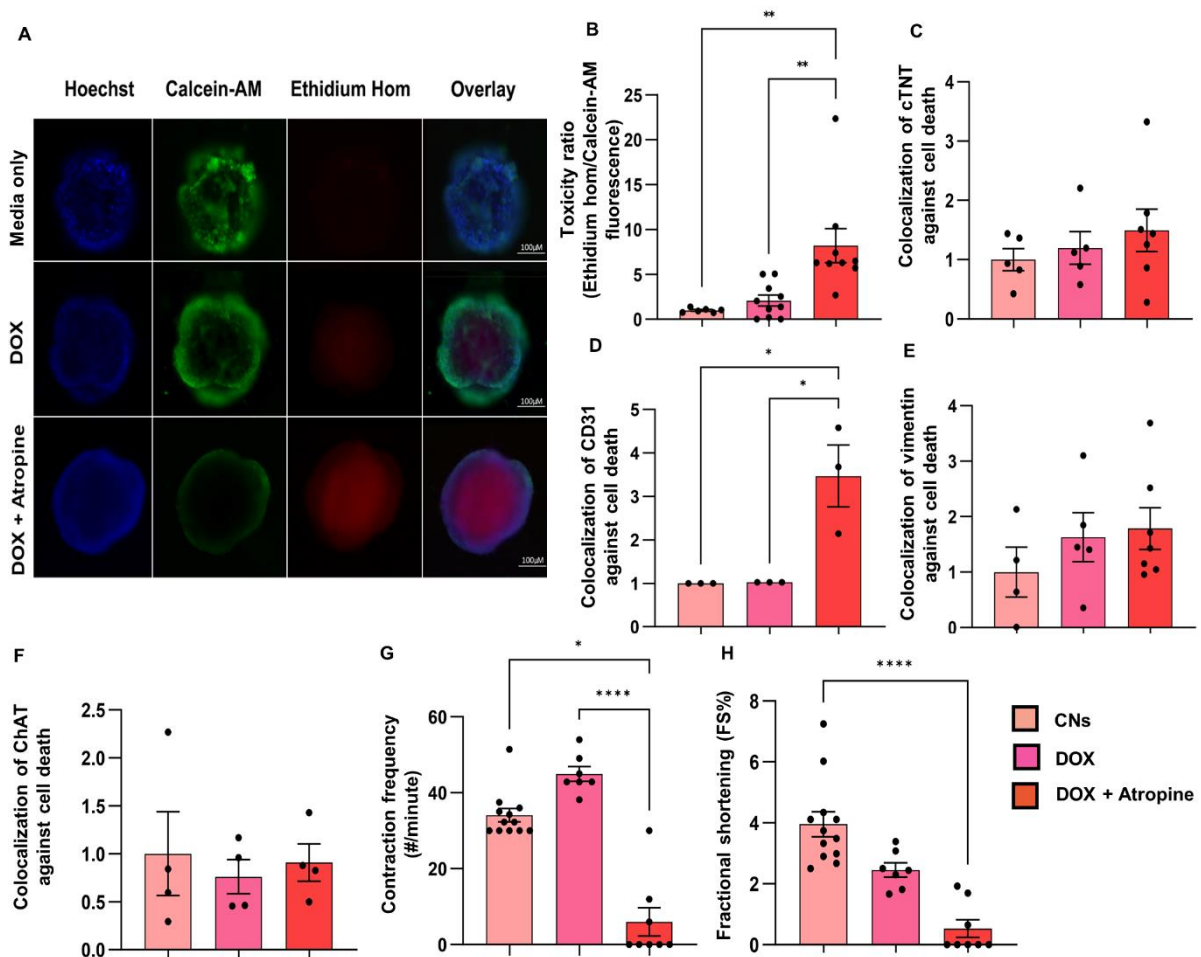 A
Hoechst Calcein-AM Ethidium Hom Overlay
Media only
DOX
DOX + Atropine
100µM
100µM
100µM
B
**
**
Toxicity ratio
(Ethidium hom/Calcein-AM
fluorescence)
25
20
15
10
5
0
C
Colocalization of cTNT
against cell death
4
3
2
1
0
D
*
*
Colocalization of CD31
against cell death
5
4
3
2
1
0
E
Colocalization of vimentin
against cell death
4
3
2
1
0
F
Colocalization of ChAT
against cell death
2.5
2.0
1.5
1.0
0.5
0.0
G
*
****
Contraction frequency
(#/minute)
60
40
20
0
H
****
Fractional shortening (FS%)
8
6
4
2
0
CNs
DOX
DOX + Atropine